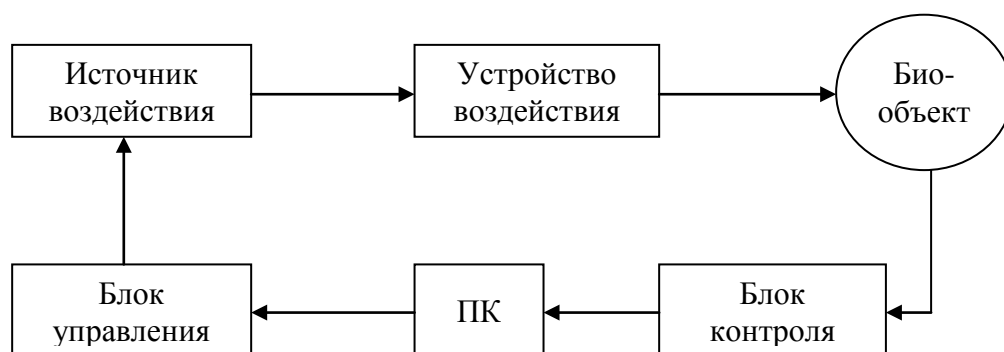 Источник
воздействия
Устройство
воздействия
Био-
объект
Блок
управления
ПК
Блок
контроля